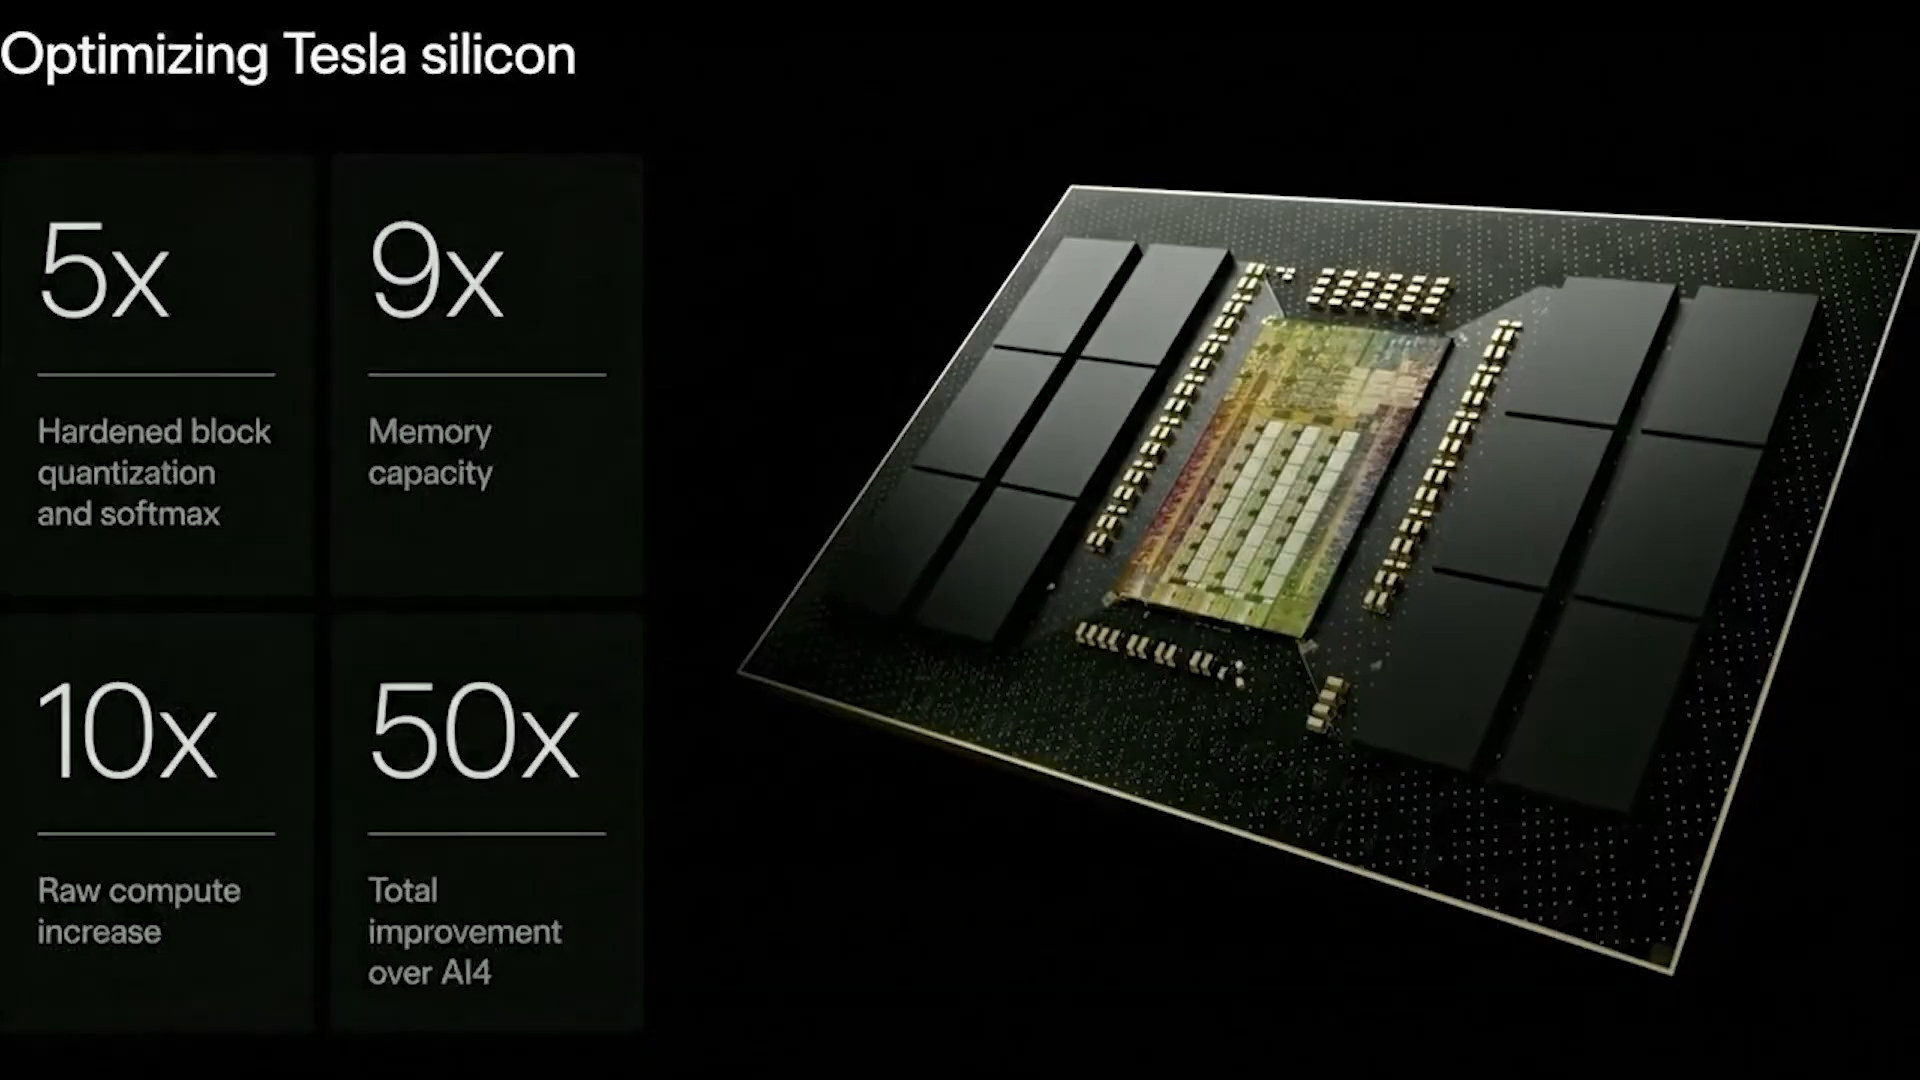 Optimizing Tesla silicon
5x
Hardened block
quantization
and softmax
9x
Memory
capacity
10x
Raw compute
increase
50x
Total
improvement
over AI4